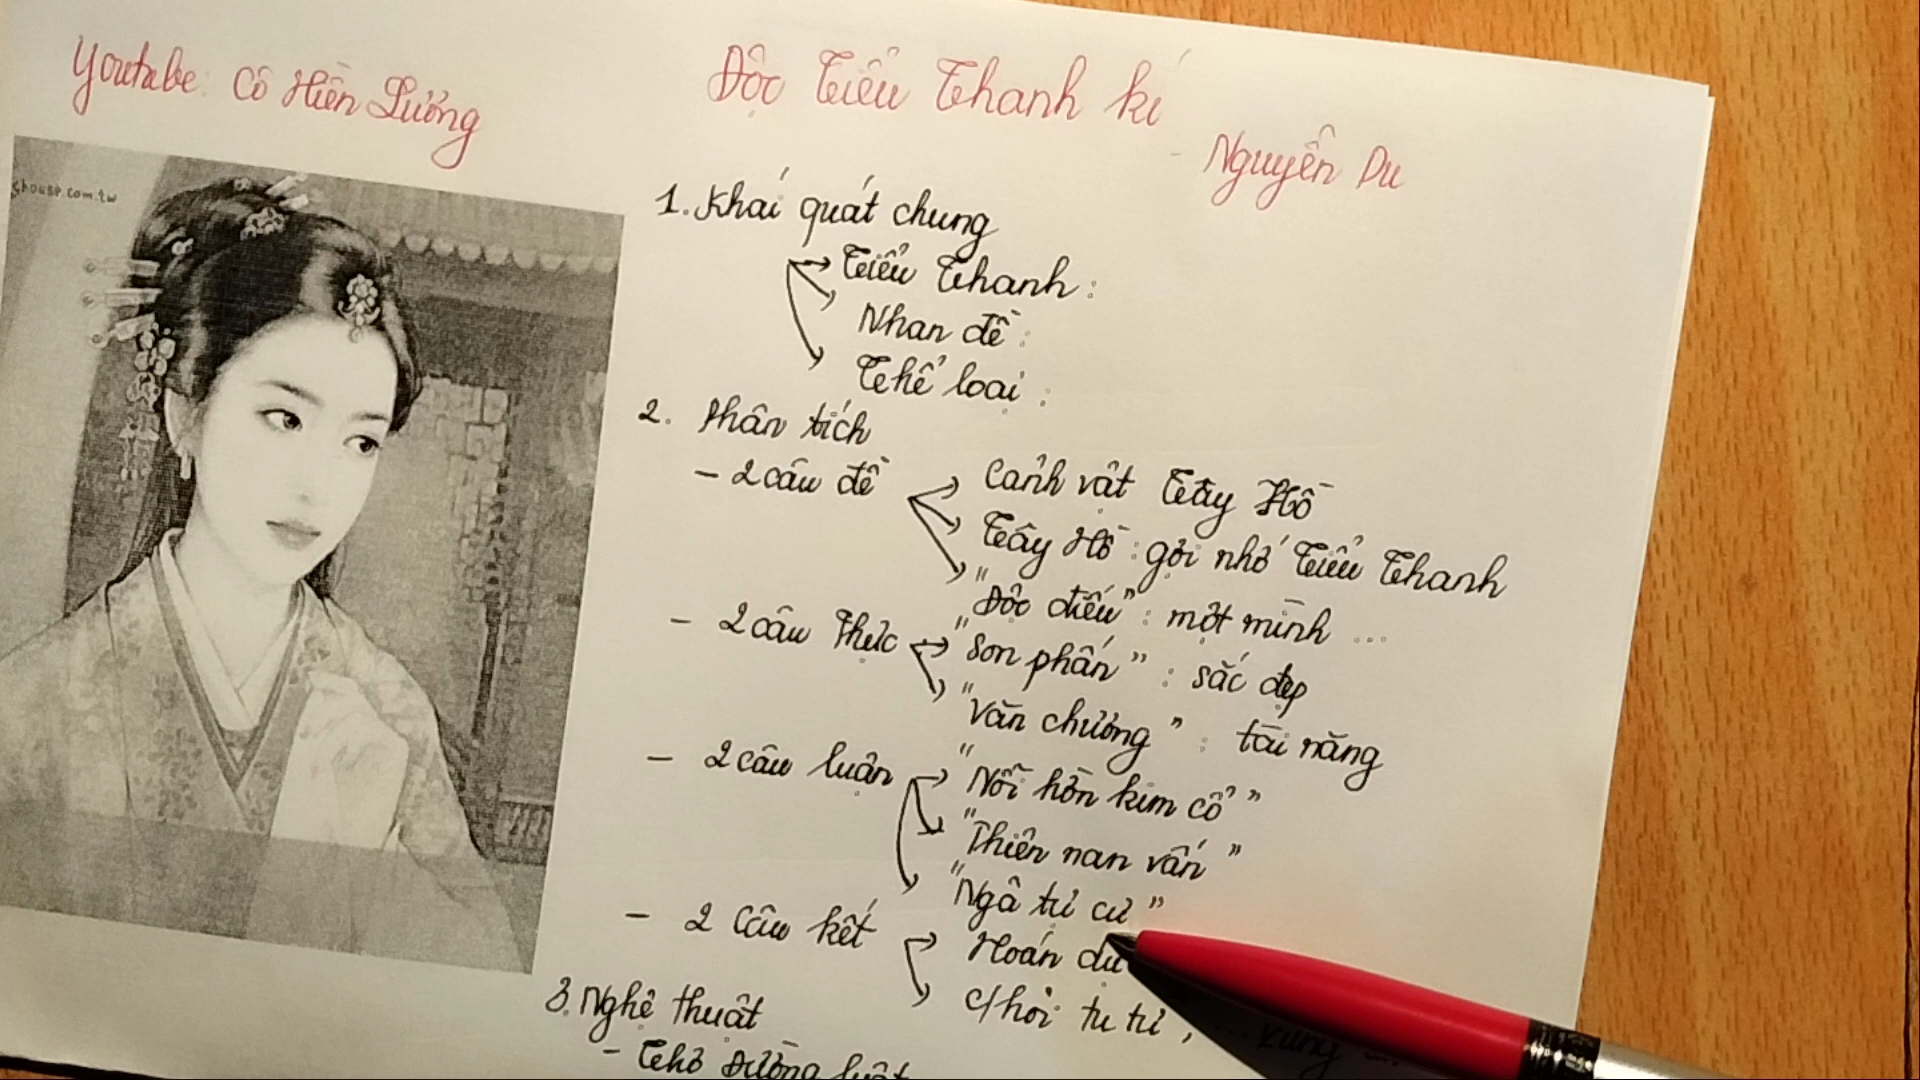 Youtube: Cô Hiền Lương
Độc Tiểu Thanh kí
- Nguyễn Du
1. Khái quát chung
Tiểu Thanh :
Nhan đề :
Thể loại :
2. Phân tích
- 2 câu đề
Cảnh vật Tây Hồ
Tây Hồ : gợi nhớ Tiểu Thanh
"Độc điếu" : một mình ...
- 2 câu Thực
"Son phấn" : sắc đẹp
"Văn chương" : tài năng
- 2 câu luận
"Nỗi hờn kim cổ"
"Thiên nan vấn"
"Ngã tự cư"
- 2 câu kết
Hoán dụ
c/hỏi tu từ ,
3. Nghệ thuật
- Thơ Đường luật